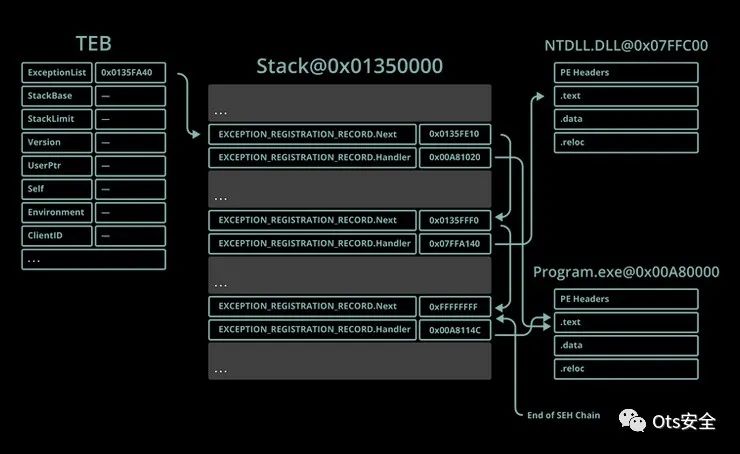 TEB
ExceptionList 0x0135FA40
StackBase —
StackLimit —
Version —
UserPtr —
Self —
Environment —
ClientID —
...
Stack@0x01350000
...
EXCEPTION_REGISTRATION_RECORD.Next 0x0135FE10
EXCEPTION_REGISTRATION_RECORD.Handler 0x00A81020
...
EXCEPTION_REGISTRATION_RECORD.Next 0x0135FFF0
EXCEPTION_REGISTRATION_RECORD.Handler 0x07FFA140
...
EXCEPTION_REGISTRATION_RECORD.Next 0xFFFFFFFF
EXCEPTION_REGISTRATION_RECORD.Handler 0x00A8114C
...
NTDLL.DLL@0x07FFC00
PE Headers
.text
.data
.reloc
Program.exe@0x00A80000
PE Headers
.text
.data
.reloc
End of SEH Chain
Ots安全